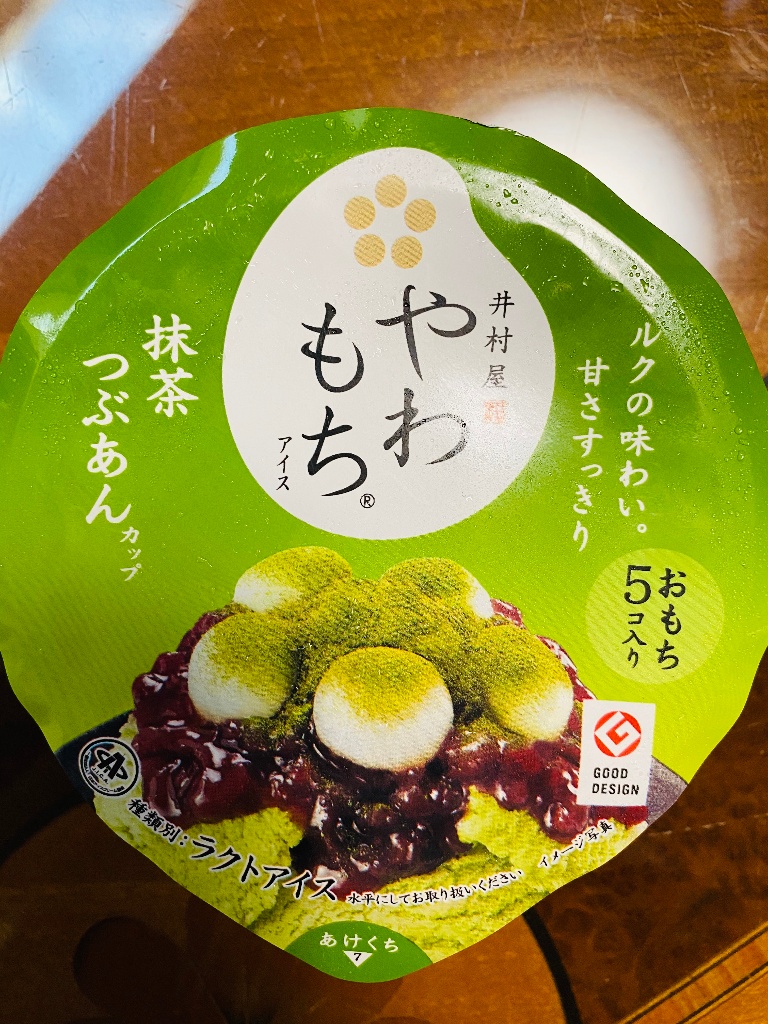 井村屋
やわ
もち®
アイス
ルクの味わい。
甘さすっきり
抹茶
つぶあん
カップ
おもち
5コ入り
GOOD
DESIGN
種類別：ラクトアイス
水平にしてお取り扱いください
イメージ写真
あけくち
7